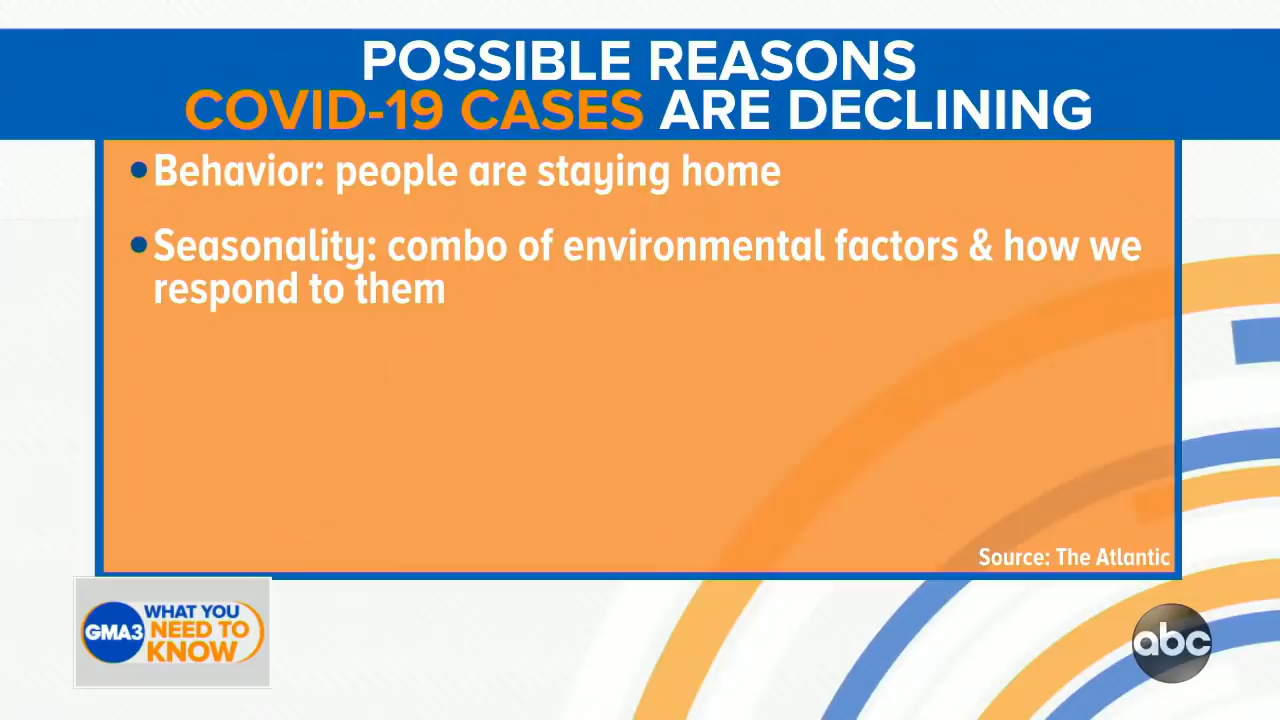 POSSIBLE REASONS
COVID-19 CASES ARE DECLINING
• Behavior: people are staying home
• Seasonality: combo of environmental factors & how we
respond to them
Source: The Atlantic
GMA3
WHAT YOU
NEED TO
KNOW
abc